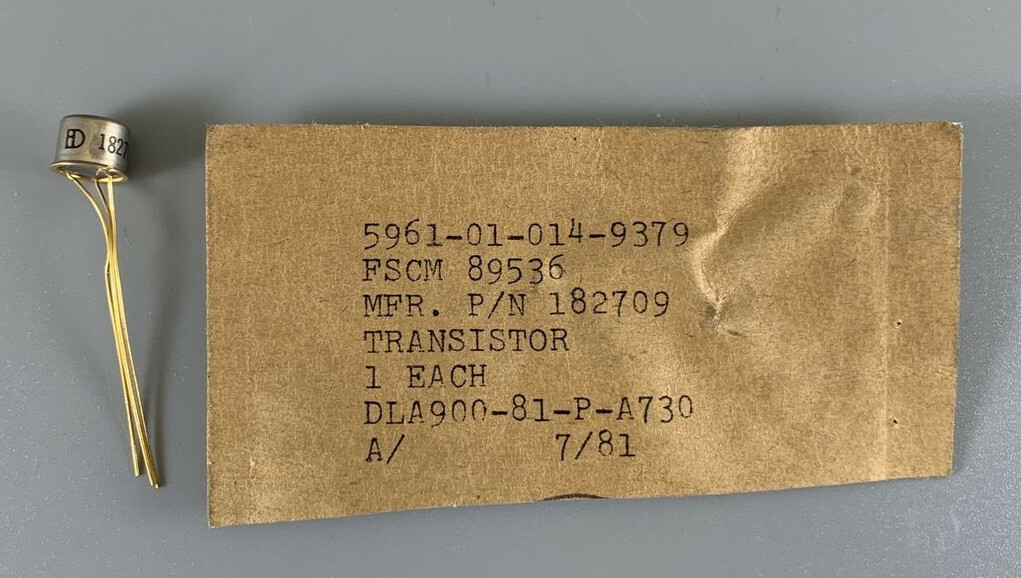 5961-01-014-9379
FSCM 89536
MFR. P/N 182709
TRANSISTOR
1 EACH
DLA900-81-P-A730
A/ 7/81